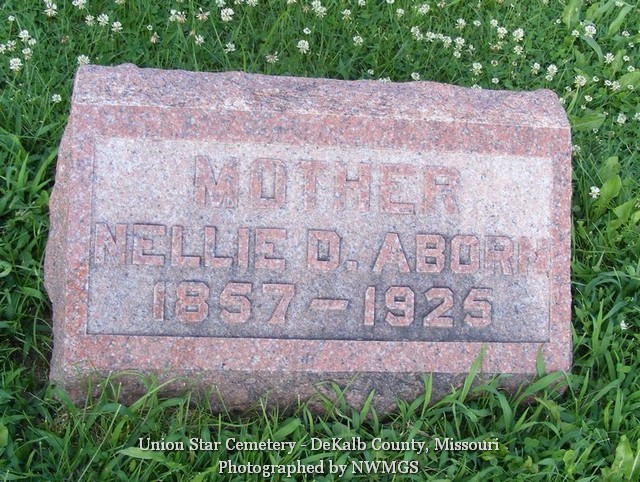 MOTHER
NELLIE D. ABORN
1857 - 1925
Union Star Cemetery - DeKalb County, Missouri
Photographed by NWMGS